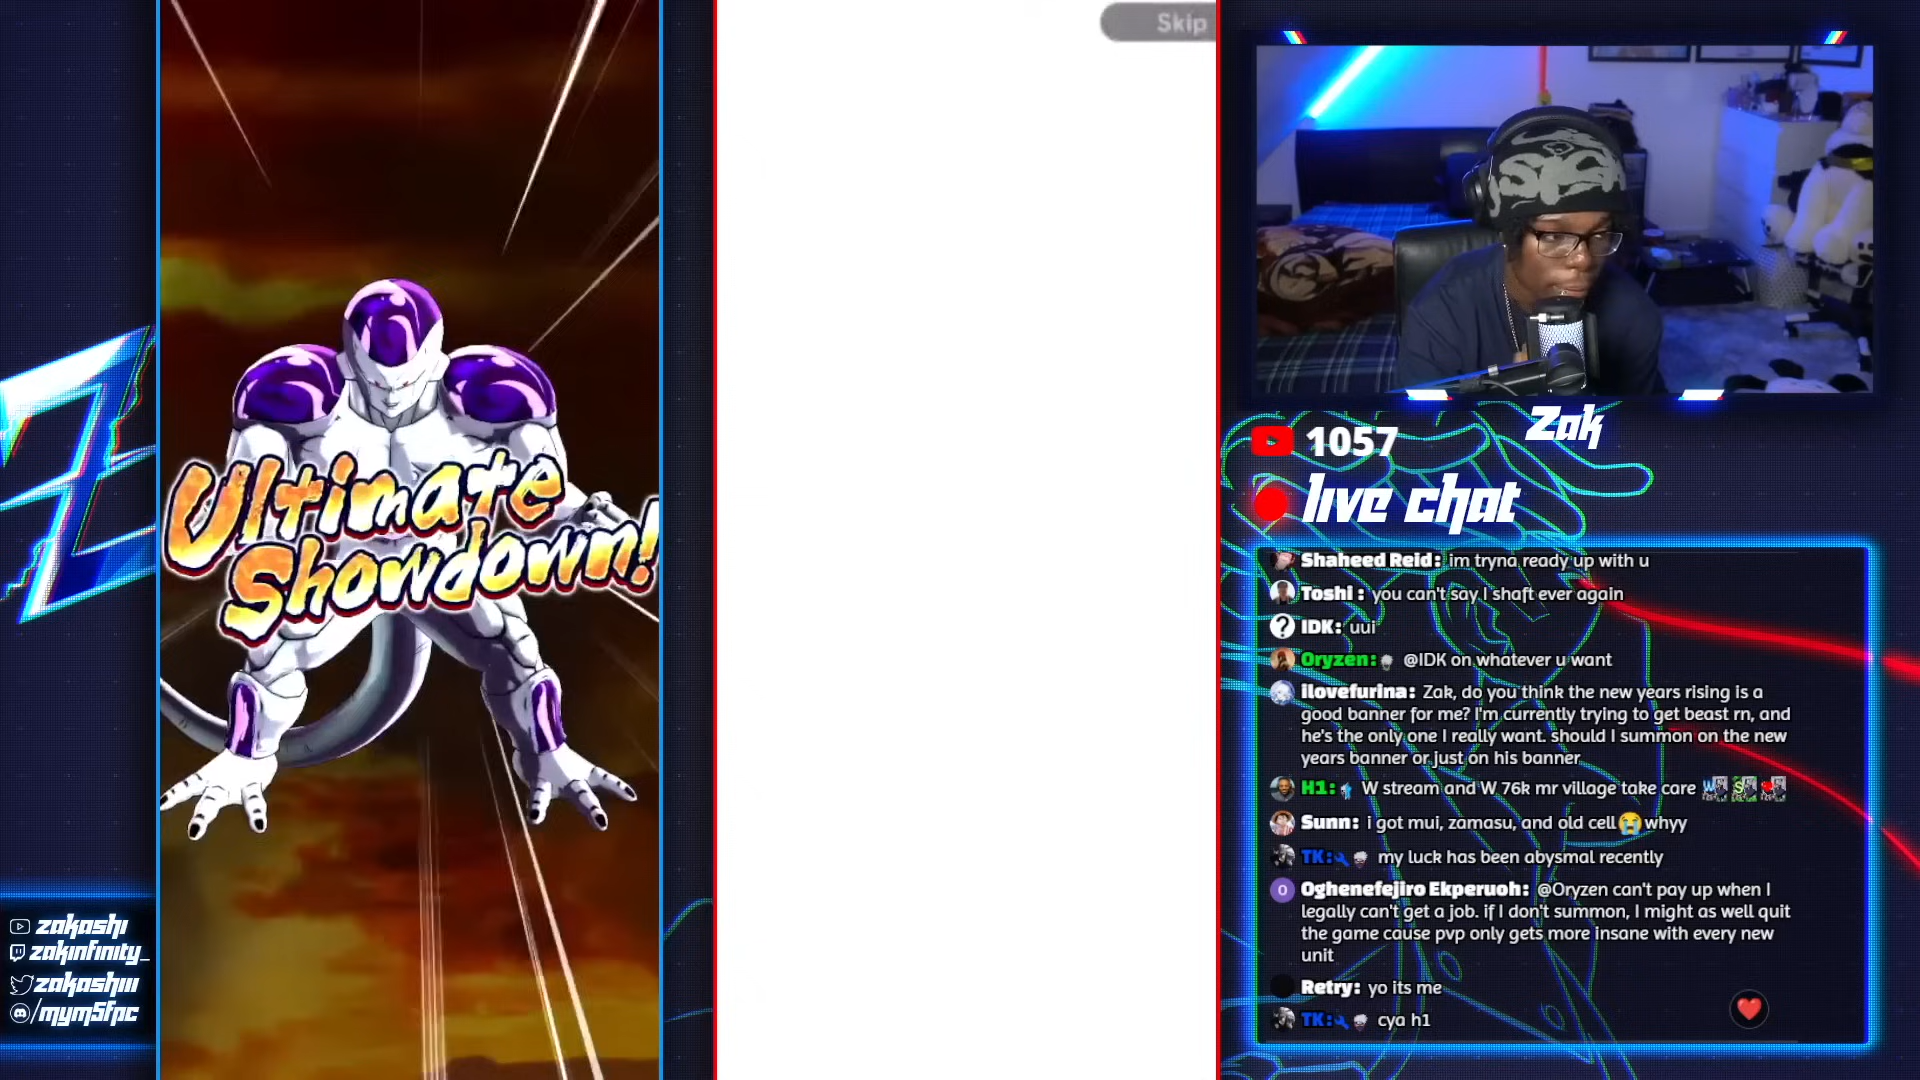 Skip
Ultimate
Showdown!
Zak
1057
live chat
Shaheed Reid: im tryna ready up with u
Toshi : you can't say I shaft ever again
IDK: uui
Oryzen: @IDK on whatever u want
ilovefurina: Zak, do you think the new years rising is a
good banner for me? I'm currently trying to get beast rn, and
he's the only one I really want. should I summon on the new
years banner or just on his banner
H1: W stream and W 76k mr village take care
Sunn: i got mui, zamasu, and old cell😭whyy
TK: my luck has been abysmal recently
O
Oghenefejiro Ekperuoh: @Oryzen can't pay up when I
legally can't get a job. if I don't summon, I might as well quit
the game cause pvp only gets more insane with every new
unit
Retry: yo its me
TK: cya h1
zakashi
zakinfinity_
zakashiii
/mym5fpc